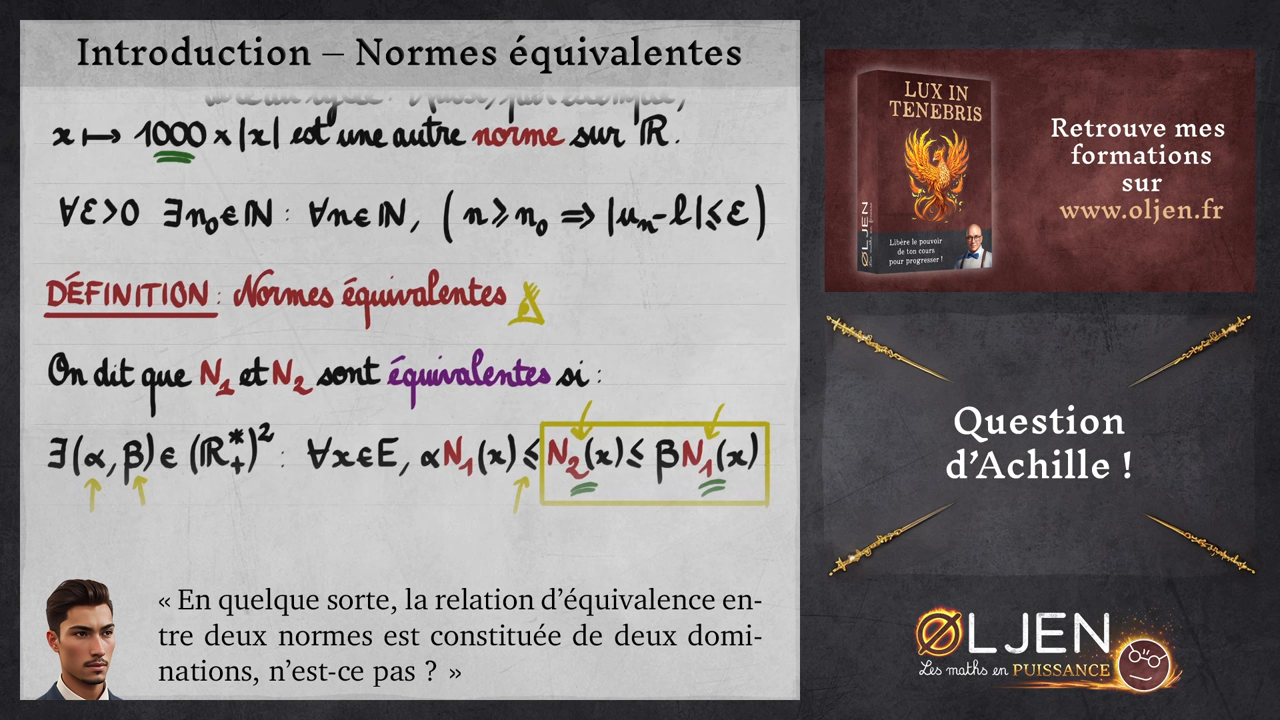 Introduction – Normes équivalentes
x ↦ 1000 × |x| est une autre norme sur ℝ.
∀ε>0 ∃n₀∈ℕ : ∀n∈ℕ, (n⩾n₀ ⇒ |uₙ-l|⩽ε)
DÉFINITION : Normes équivalentes
On dit que N₁ et N₂ sont équivalentes si :
∃(α, β)∈(ℝ₊*)² : ∀x∈E, αN₁(x)⩽N₂(x)⩽βN₁(x)
« En quelque sorte, la relation d’équivalence en-
tre deux normes est constituée de deux domi-
nations, n’est-ce pas ? »
LUX IN
TENEBRIS
ØLJEN
Libère le pouvoir
de ton cours
pour progresser !
Retrouve mes
formations
sur
www.oljen.fr
Question
d’Achille !
ØLJEN
Les maths en PUISSANCE